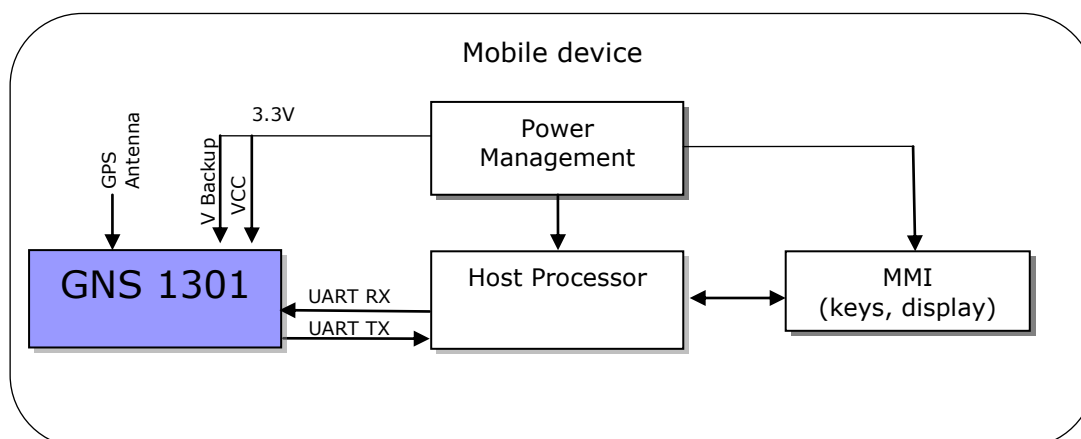 Mobile device
3.3V
Power
Management
GPS
Antenna
V Backup
VCC
GNS 1301
Host Processor
MMI
(keys, display)
UART RX
UART TX